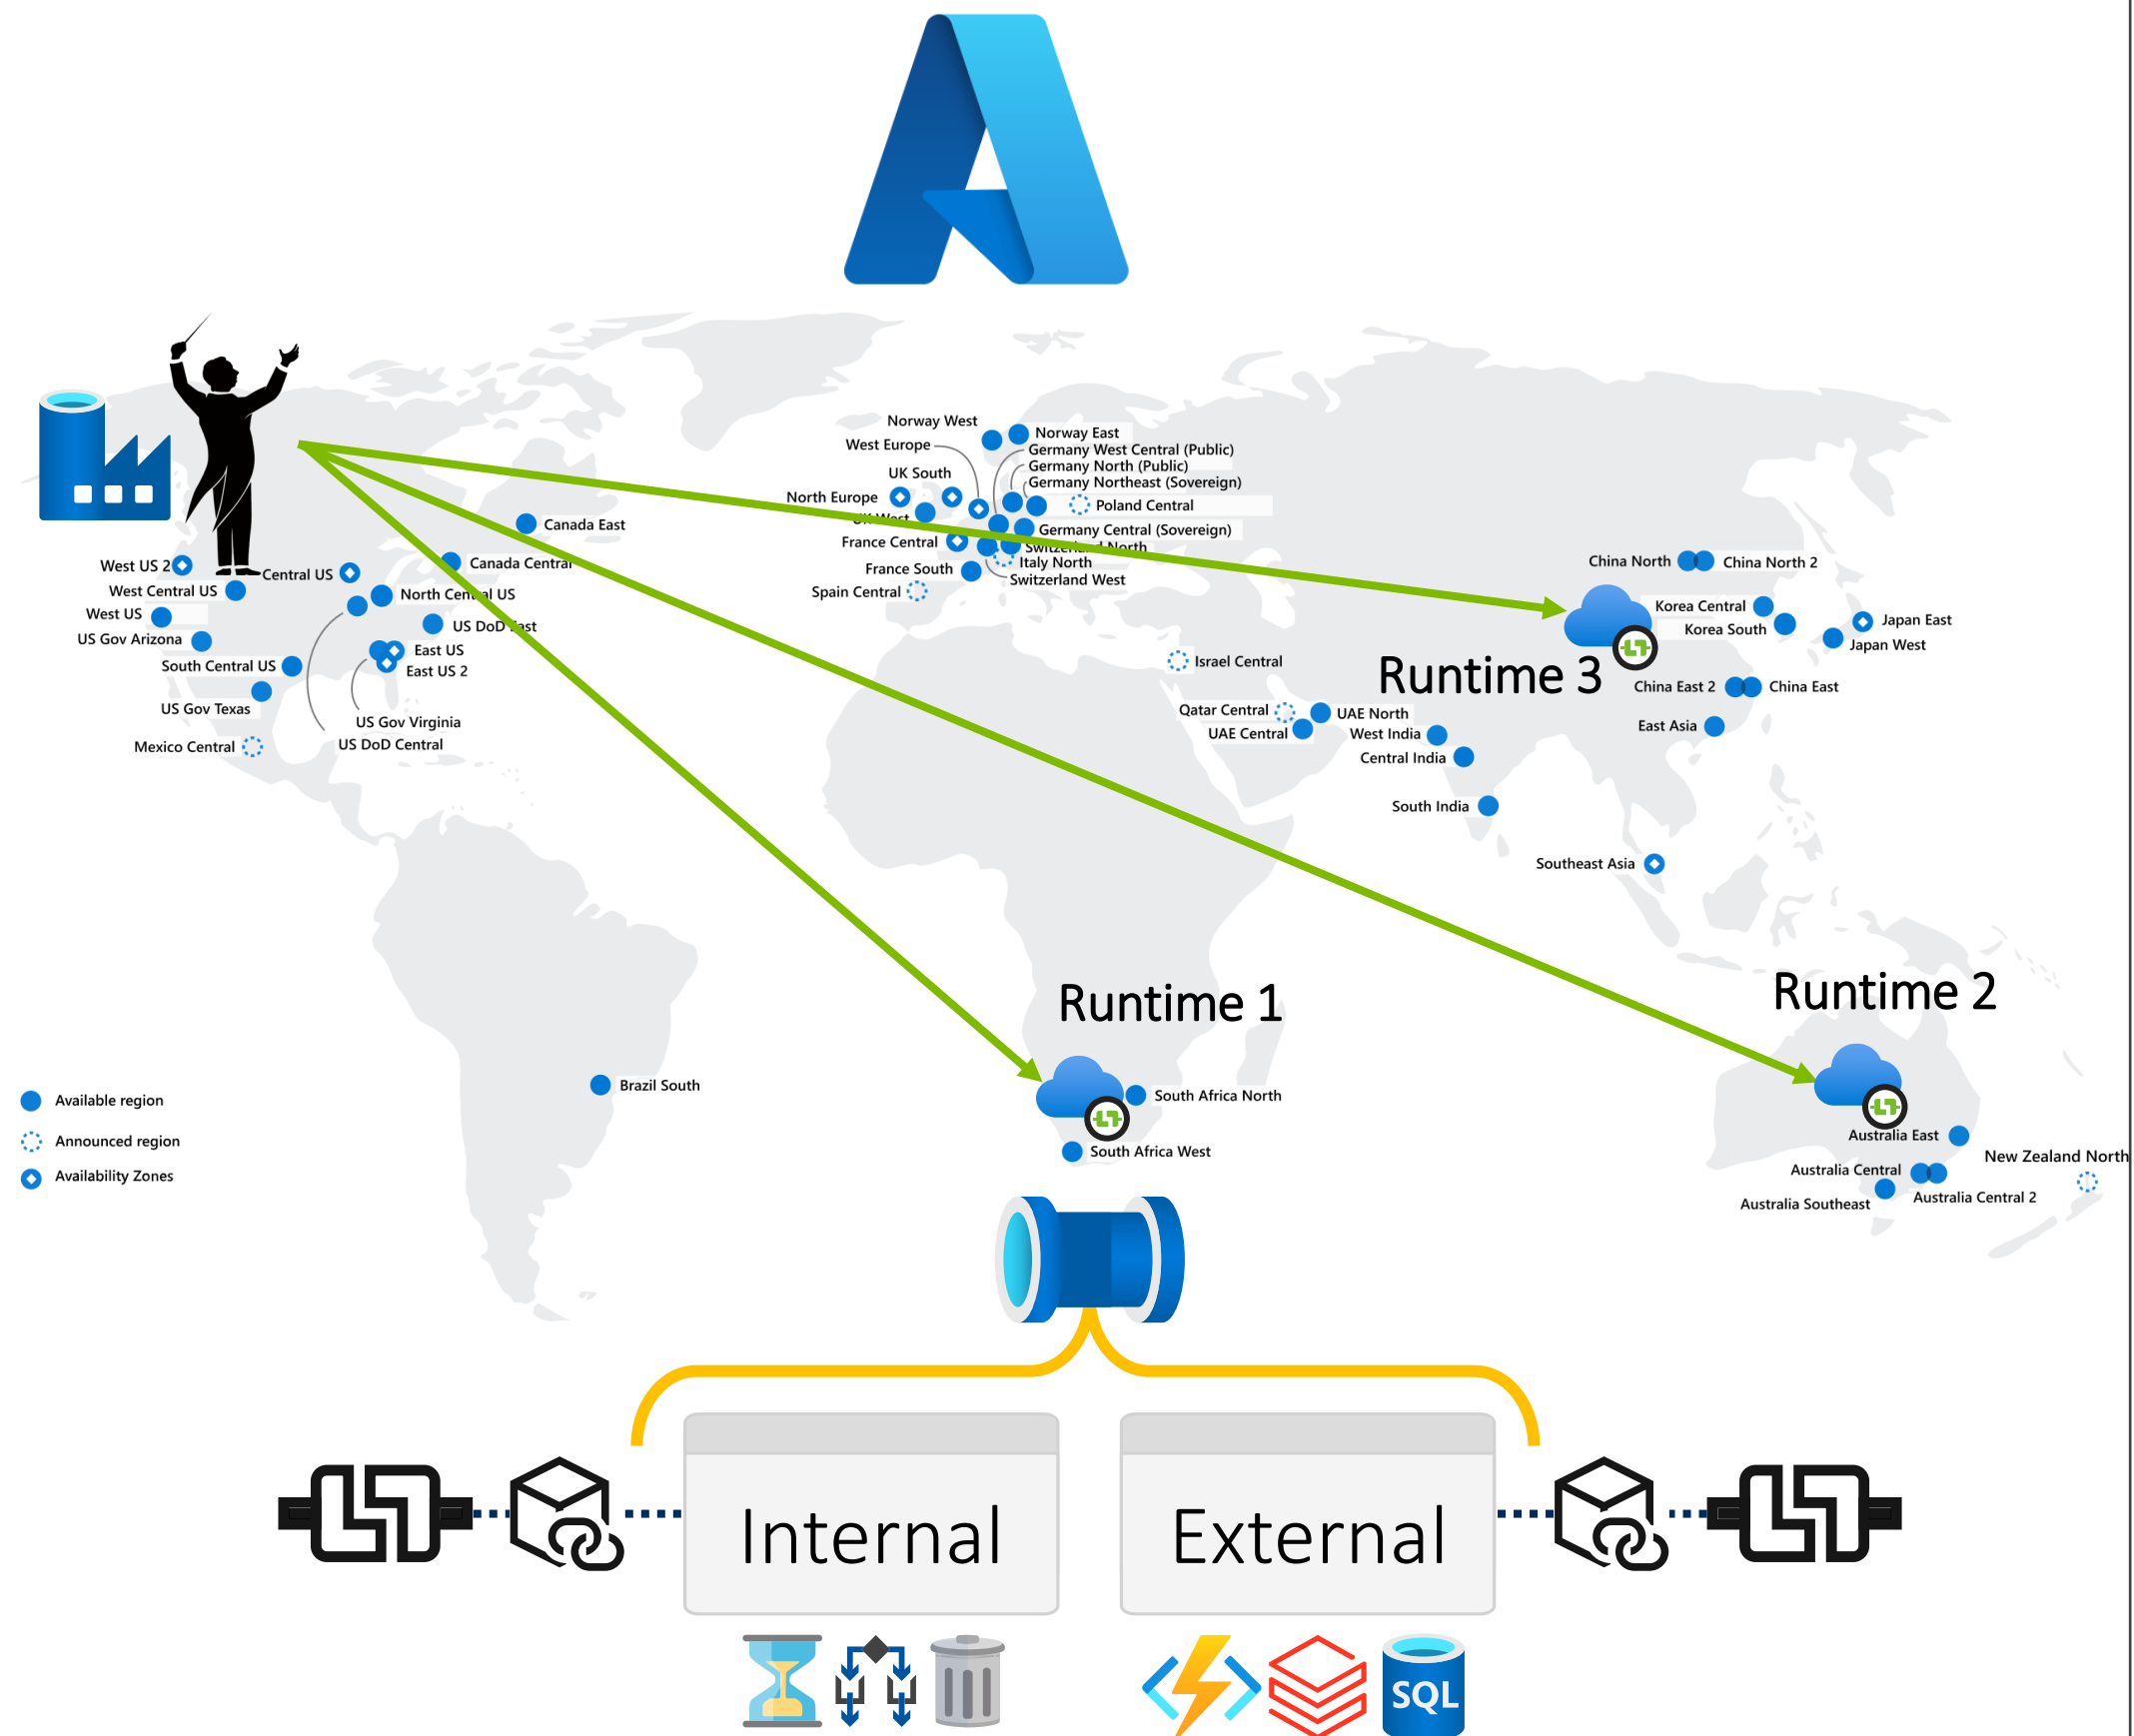 Norway West
Norway East
West Europe
Germany West Central (Public)
Germany North (Public)
UK South
Germany Northeast (Sovereign)
North Europe
Poland Central
UK West
Canada East
Germany Central (Sovereign)
France Central
Switzerland North
Italy North
France South
Switzerland West
Spain Central
West US 2
Central US
Canada Central
West Central US
North Central US
West US
US DoD East
US Gov Arizona
East US
South Central US
East US 2
US Gov Texas
US Gov Virginia
US DoD Central
Mexico Central
China North
China North 2
Korea Central
Korea South
Japan East
Japan West
Israel Central
Runtime 3
China East 2
China East
Qatar Central
UAE North
UAE Central
West India
East Asia
Central India
South India
Southeast Asia
Runtime 1
Runtime 2
Brazil South
South Africa North
South Africa West
Australia East
New Zealand North
Australia Central
Australia Central 2
Australia Southeast
Available region
Announced region
Availability Zones
Internal
External
SQL